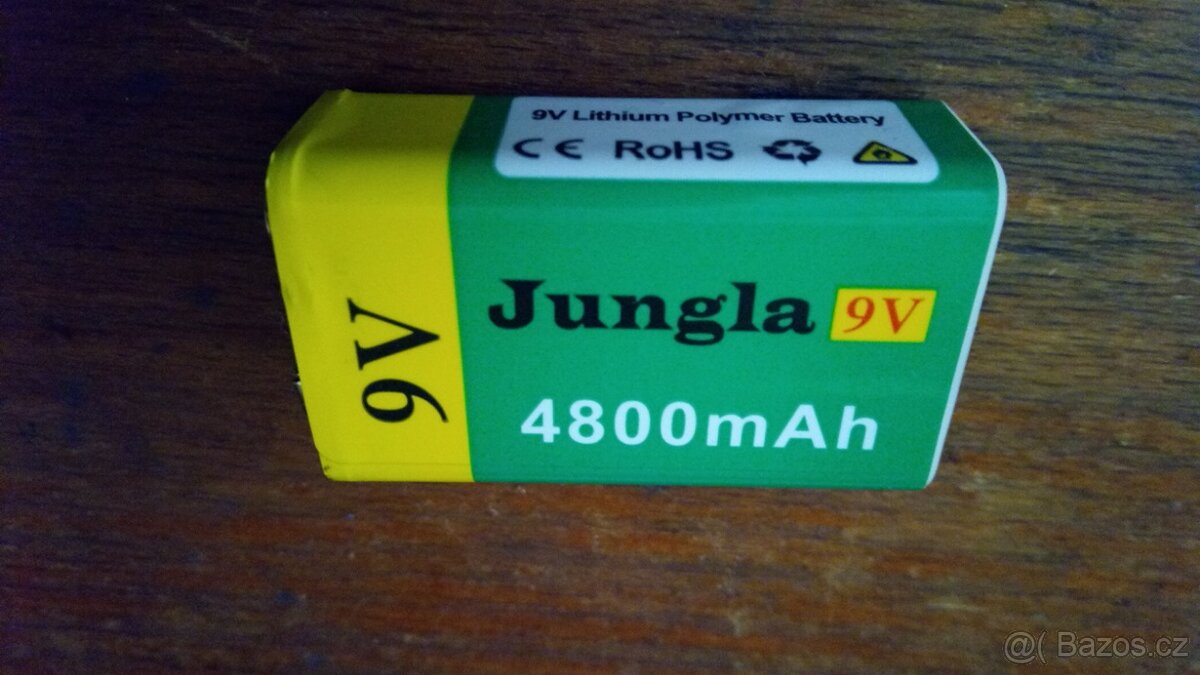 9V Lithium Polymer Battery
CE RoHS
9V
Jungla 9V
4800mAh
@( Bazos.cz